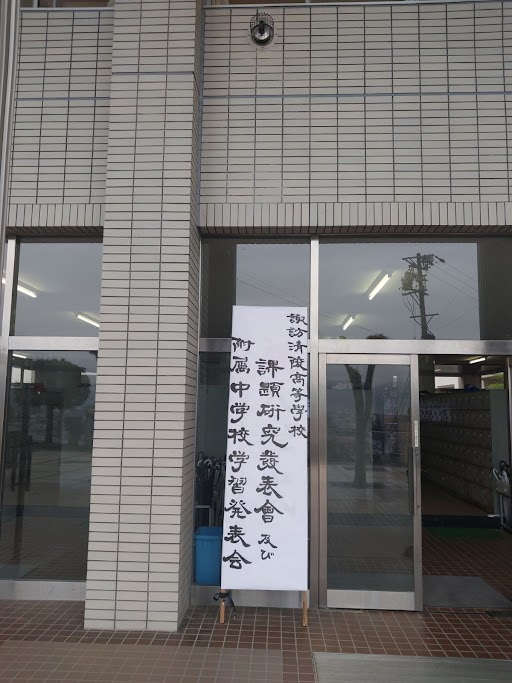 諏訪清陵高等学校
課題研究發表會及び
附属中学校学習発表会